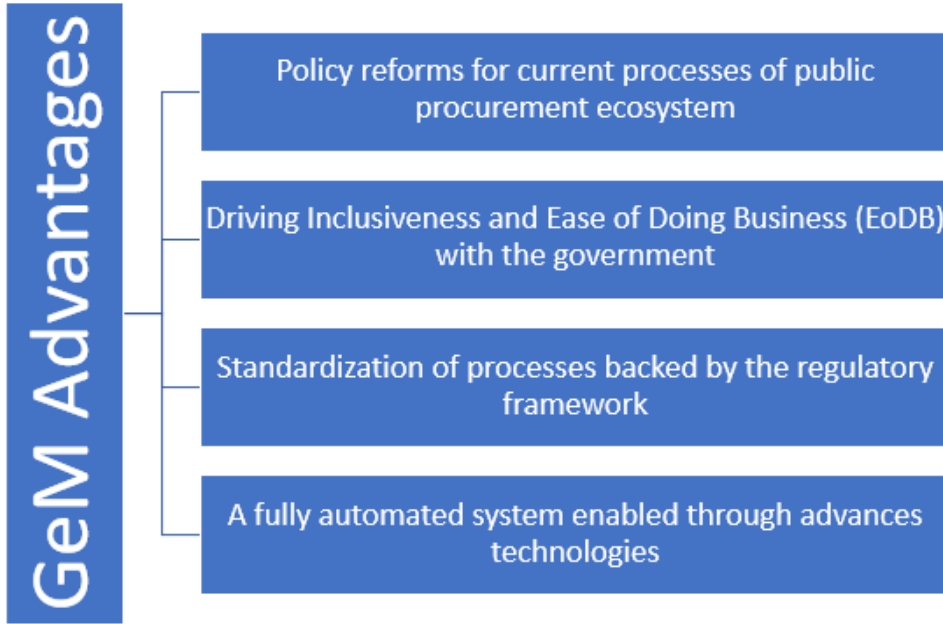 GeM Advantages
Policy reforms for current processes of public
procurement ecosystem
Driving Inclusiveness and Ease of Doing Business (EoDB)
with the government
Standardization of processes backed by the regulatory
framework
A fully automated system enabled through advances
technologies